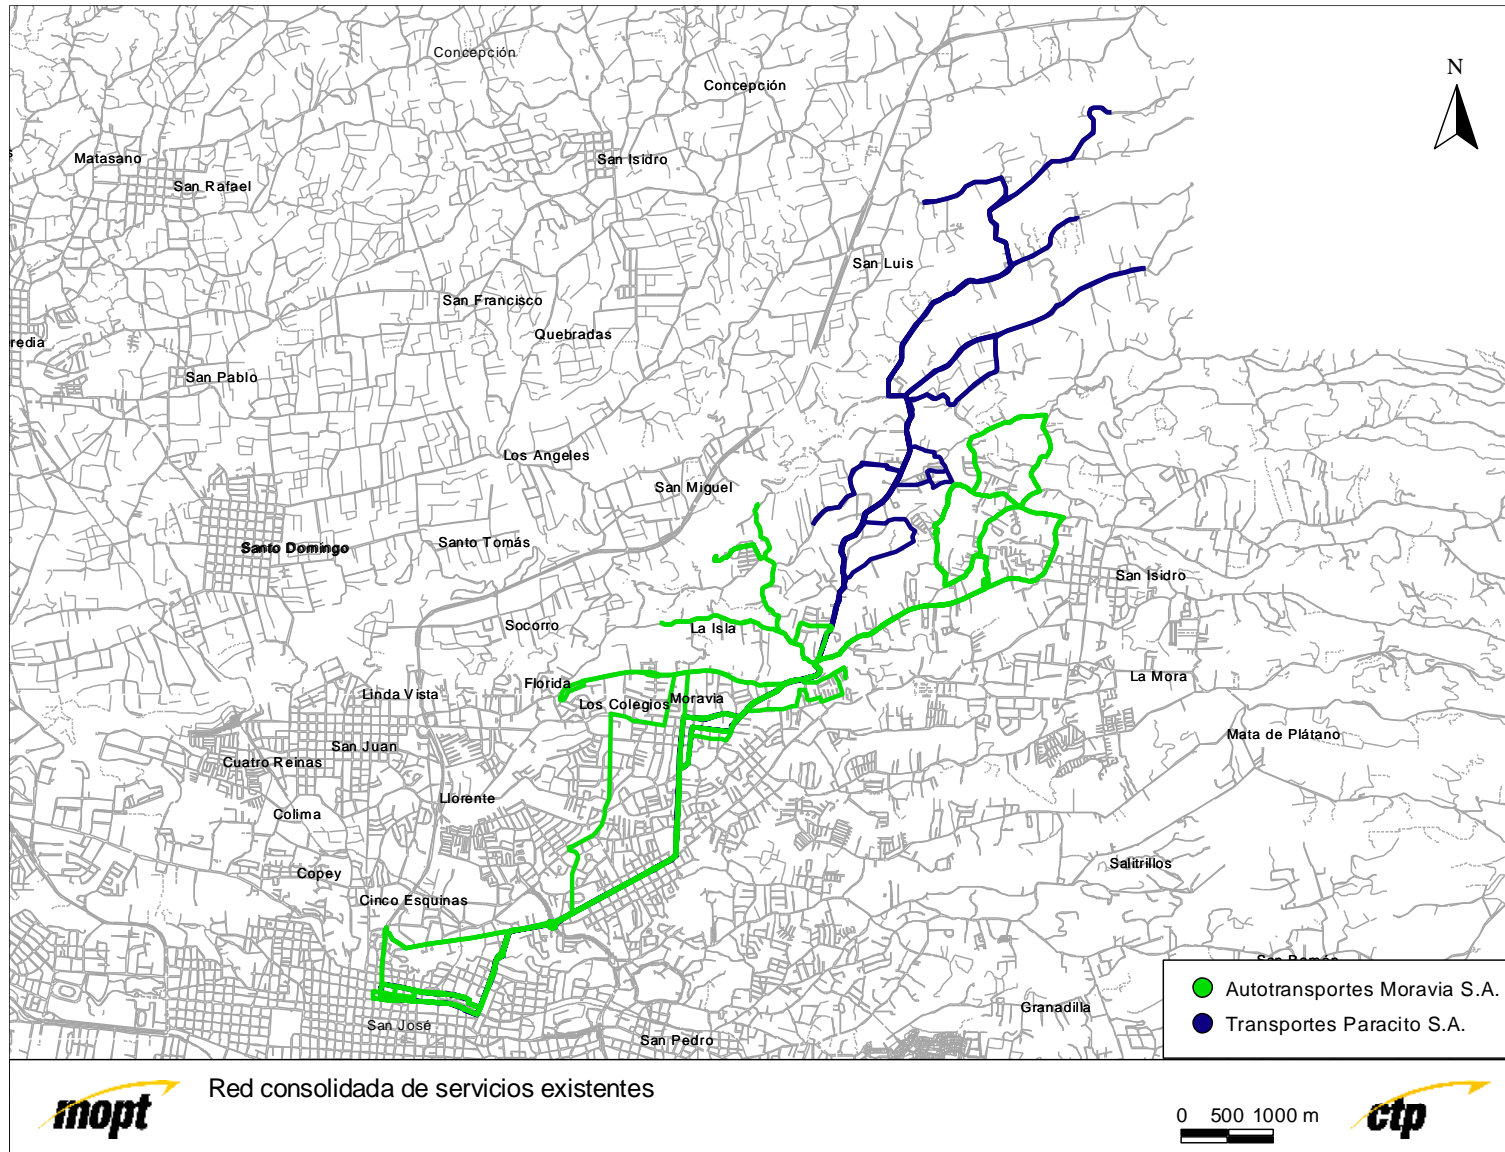 Concepción
Concepción
N
Matasano
San Isidro
San Rafael
San Luis
San Francisco
Quebradas
redia
San Pablo
Los Angeles
San Miguel
Santo Domingo
Santo Tomás
San Isidro
Socorro
La Isla
La Mora
Florida
Linda Vista
Los Colegios
Moravia
San Juan
Mata de Plátano
Cuatro Reinas
Llorente
Colima
Salitrillos
Copey
Cinco Esquinas
San Ramón
Autotransportes Moravia S.A.
Granadilla
San José
Transportes Paracito S.A.
San Pedro
Red consolidada de servicios existentes
mopt
0 500 1000 m
ctp